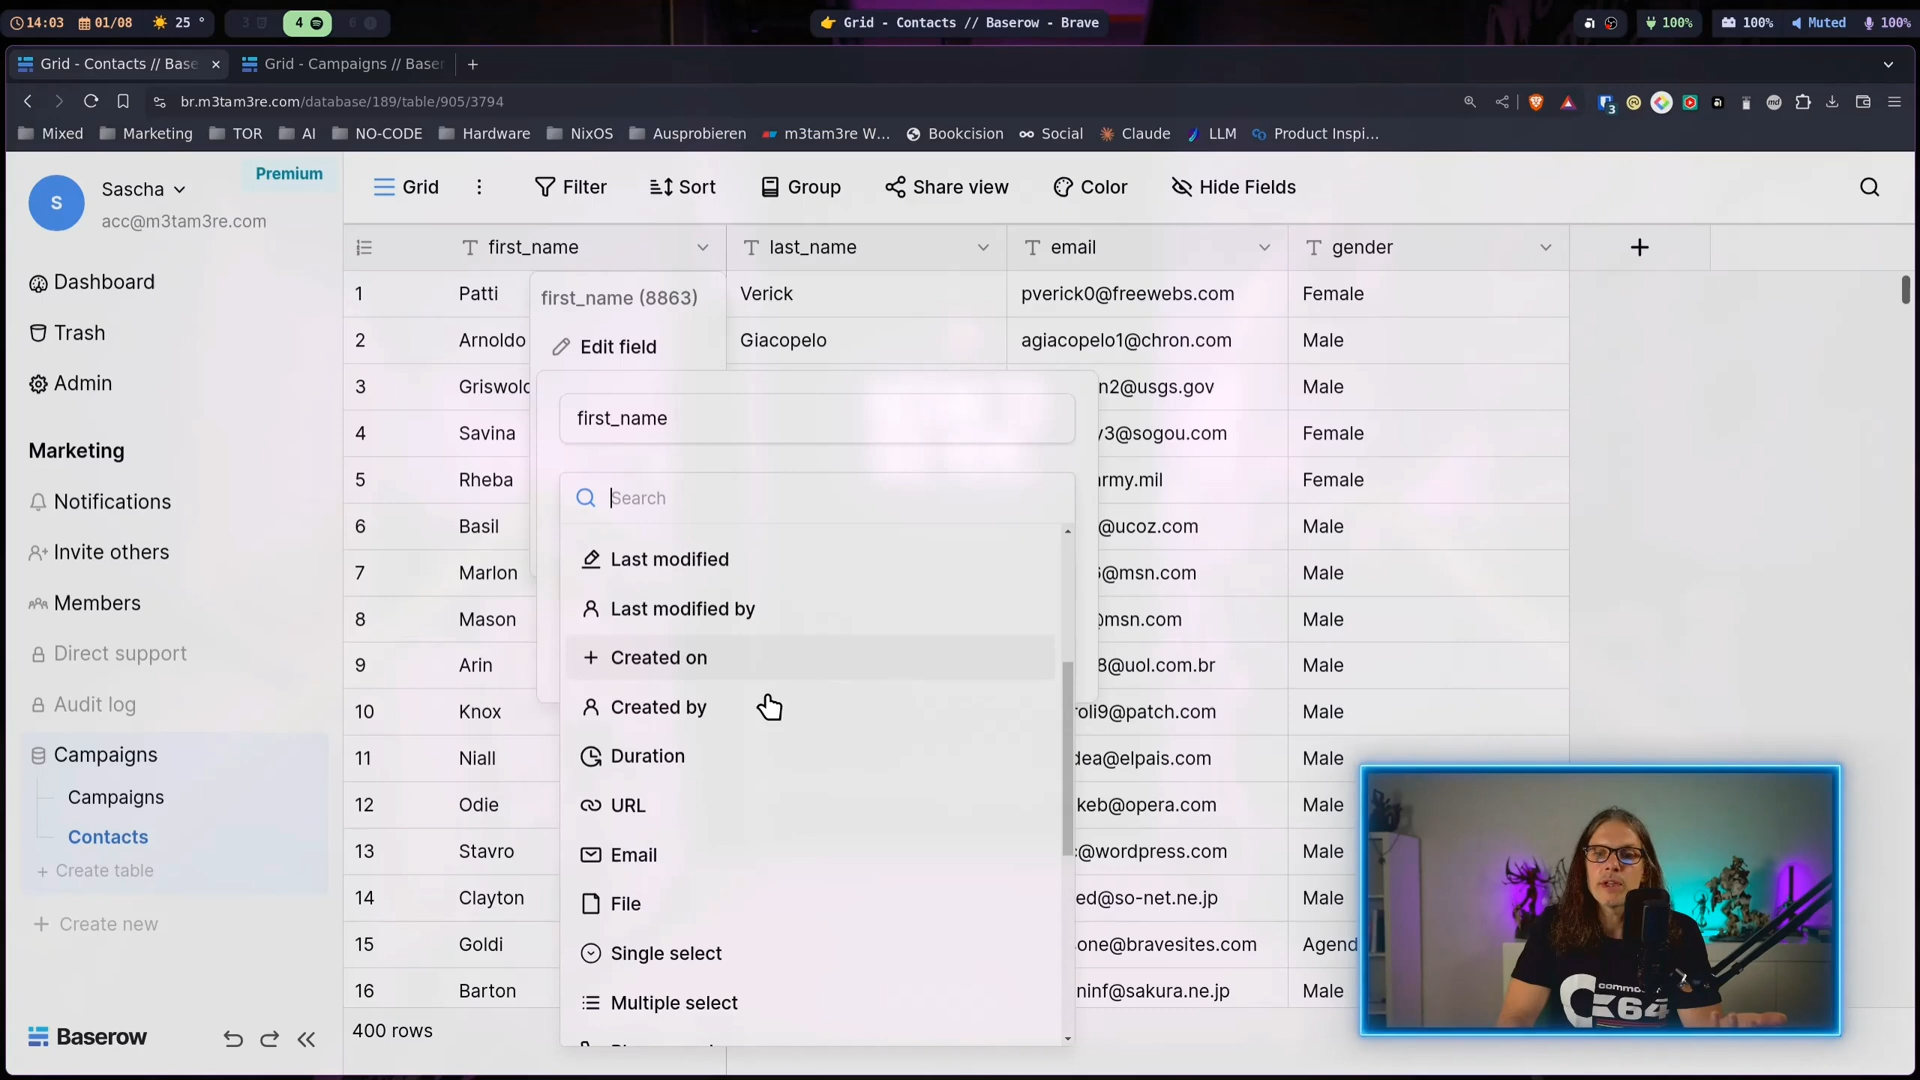 14:03 01/08 25 ° 3 4 6
👉 Grid - Contacts // Baserow - Brave
100% 100% Muted 100%
Grid - Contacts // Base
Grid - Campaigns // Baser
br.m3tam3re.com/database/189/table/905/3794
Mixed Marketing TOR AI NO-CODE Hardware NixOS Ausprobieren m3tam3re W... Bookcision Social Claude LLM Product Inspi...
S
Sascha
Premium
acc@m3tam3re.com
Dashboard
Trash
Admin
Marketing
Notifications
Invite others
Members
Direct support
Audit log
Campaigns
Campaigns
Contacts
+ Create table
+ Create new
Baserow
Grid Filter Sort Group Share view Color Hide Fields
first_name last_name email gender
1 Patti Verick pverick0@freewebs.com Female
2 Arnoldo Giacopelo agiacopelo1@chron.com Male
3 Griswold n2@usgs.gov Male
4 Savina y3@sogou.com Female
5 Rheba army.mil Female
6 Basil @ucoz.com Male
7 Marlon 6@msn.com Male
8 Mason @msn.com Male
9 Arin 8@uol.com.br Male
10 Knox roli9@patch.com Male
11 Niall dea@elpais.com Male
12 Odie keb@opera.com Male
13 Stavro c@wordpress.com Male
14 Clayton ed@so-net.ne.jp Male
15 Goldi one@bravesites.com Agend
16 Barton ninf@sakura.ne.jp Male
400 rows
first_name (8863)
Edit field
first_name
Search
Last modified
Last modified by
Created on
Created by
Duration
URL
Email
File
Single select
Multiple select
64